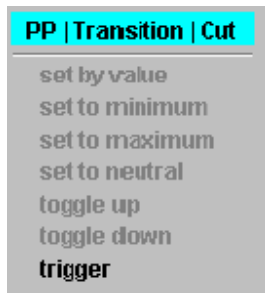 PP | Transition | Cut
set by value
set to minimum
set to maximum
set to neutral
toggle up
toggle down
trigger